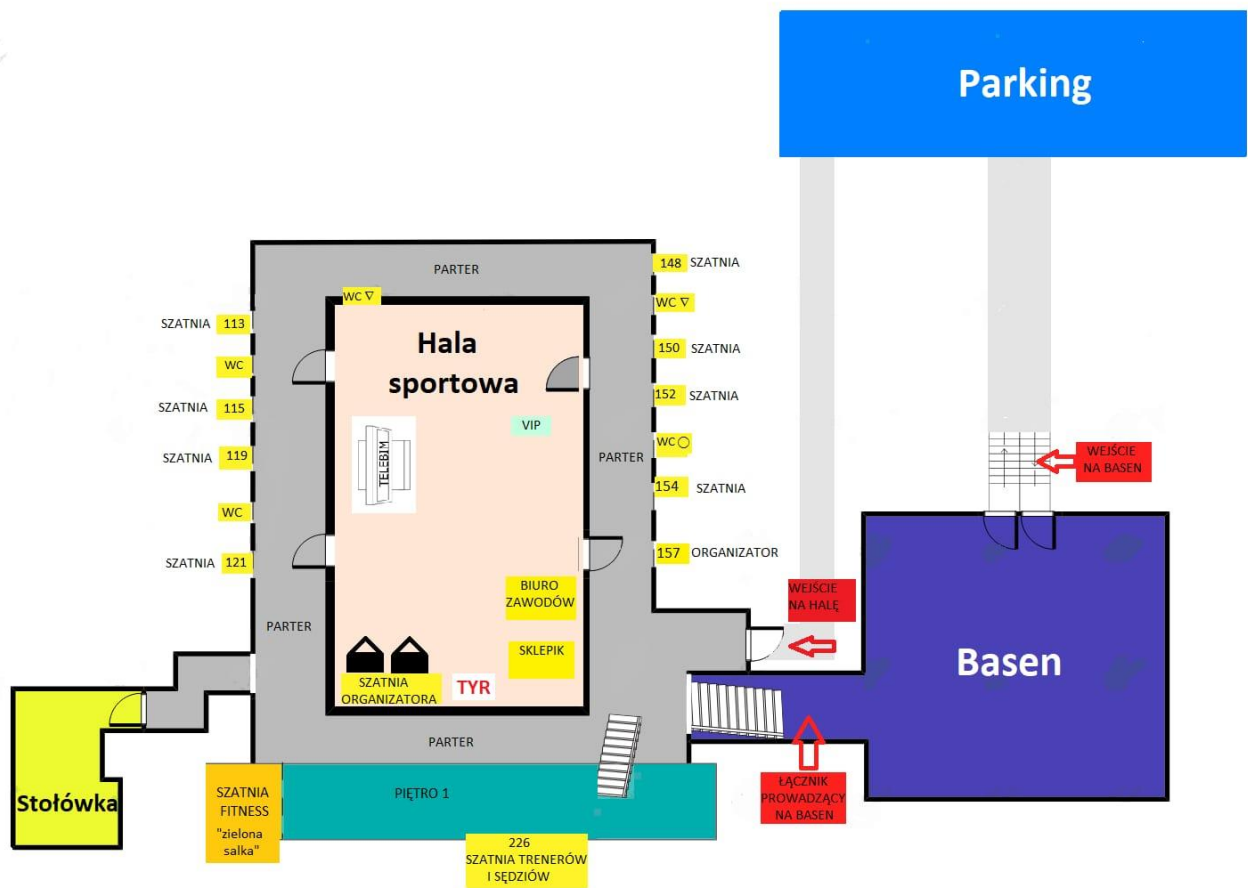 Parking
PARTER
148 SZATNIA
WC ▽
WC ▽
SZATNIA 113
Hala
sportowa
150 SZATNIA
WC
152 SZATNIA
SZATNIA 115
VIP
WC ○
TELEBIM
SZATNIA 119
PARTER
WEJŚCIE
NA BASEN
154 SZATNIA
WC
157 ORGANIZATOR
SZATNIA 121
BIURO
ZAWODÓW
WEJŚCIE
NA HALĘ
PARTER
SKLEPIK
Basen
SZATNIA
ORGANIZATORA
TYR
PARTER
ŁĄCZNIK
PROWADZĄCY
NA BASEN
Stołówka
SZATNIA
FITNESS
"zielona
salka"
PIĘTRO 1
226
SZATNIA TRENERÓW
I SĘDZIÓW